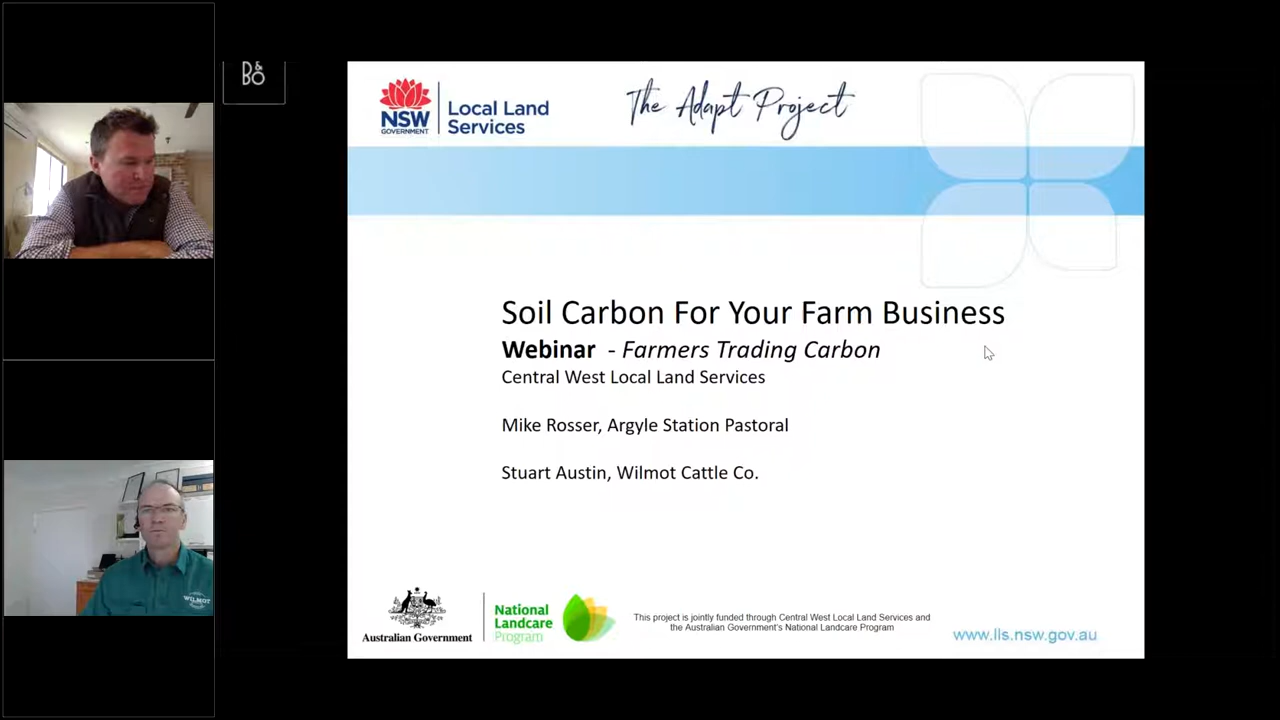 B&
BO
NSW
GOVERNMENT
Local Land
Services
The Adapt Project
Soil Carbon For Your Farm Business
Webinar - Farmers Trading Carbon
Central West Local Land Services
Mike Rosser, Argyle Station Pastoral
Stuart Austin, Wilmot Cattle Co.
WILMOT
Australian Government
National
Landcare
Program
This project is jointly funded through Central West Local Land Services and
the Australian Government's National Landcare Program
www.lls.nsw.gov.au